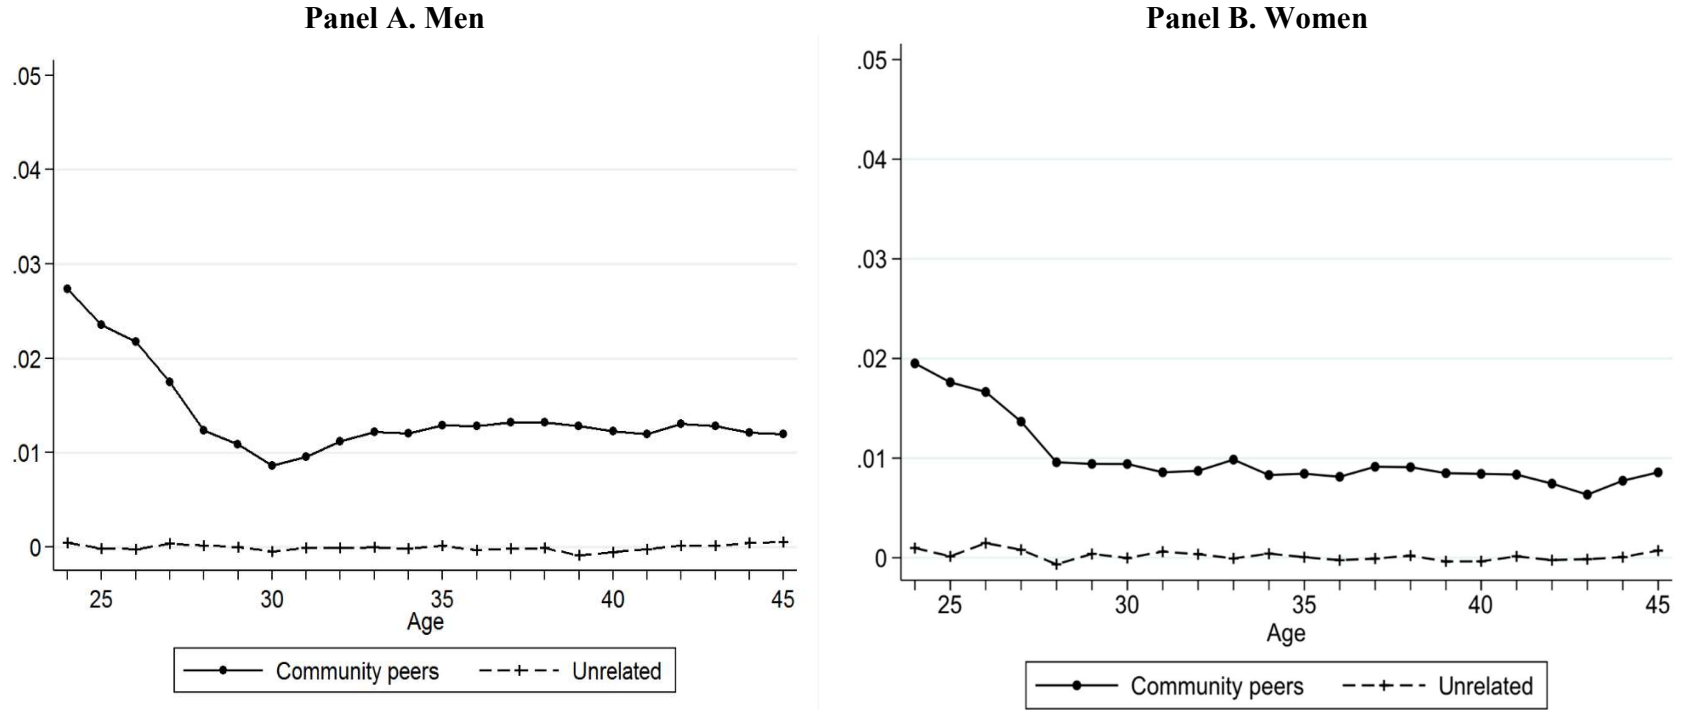 Panel A. Men
.05
.04
.03
.02
.01
0
25 30 35 40 45
Age
Community peers Unrelated
Panel B. Women
.05
.04
.03
.02
.01
0
25 30 35 40 45
Age
Community peers Unrelated